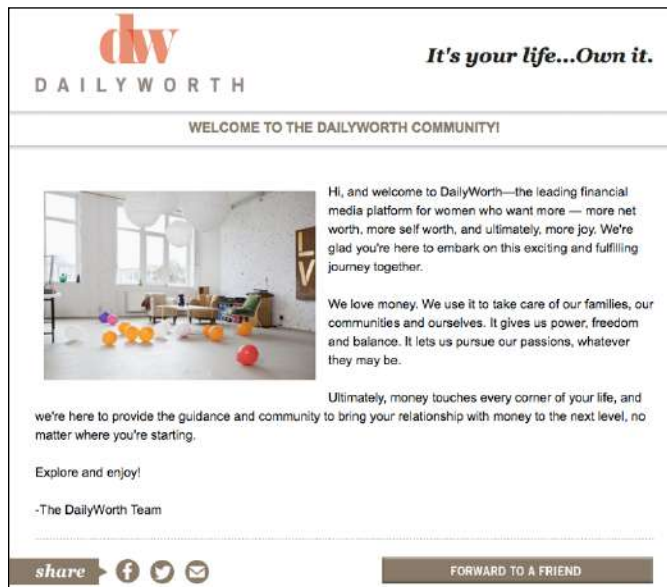 dw
DAILYWORTH
It's your life...Own it.
WELCOME TO THE DAILYWORTH COMMUNITY!
Hi, and welcome to DailyWorth—the leading financial
media platform for women who want more — more net
worth, more self worth, and ultimately, more joy. We're
glad you're here to embark on this exciting and fulfilling
journey together.
We love money. We use it to take care of our families, our
communities and ourselves. It gives us power, freedom
and balance. It lets us pursue our passions, whatever
they may be.
Ultimately, money touches every corner of your life, and
we're here to provide the guidance and community to bring your relationship with money to the next level, no
matter where you're starting.
Explore and enjoy!
-The DailyWorth Team
share
FORWARD TO A FRIEND